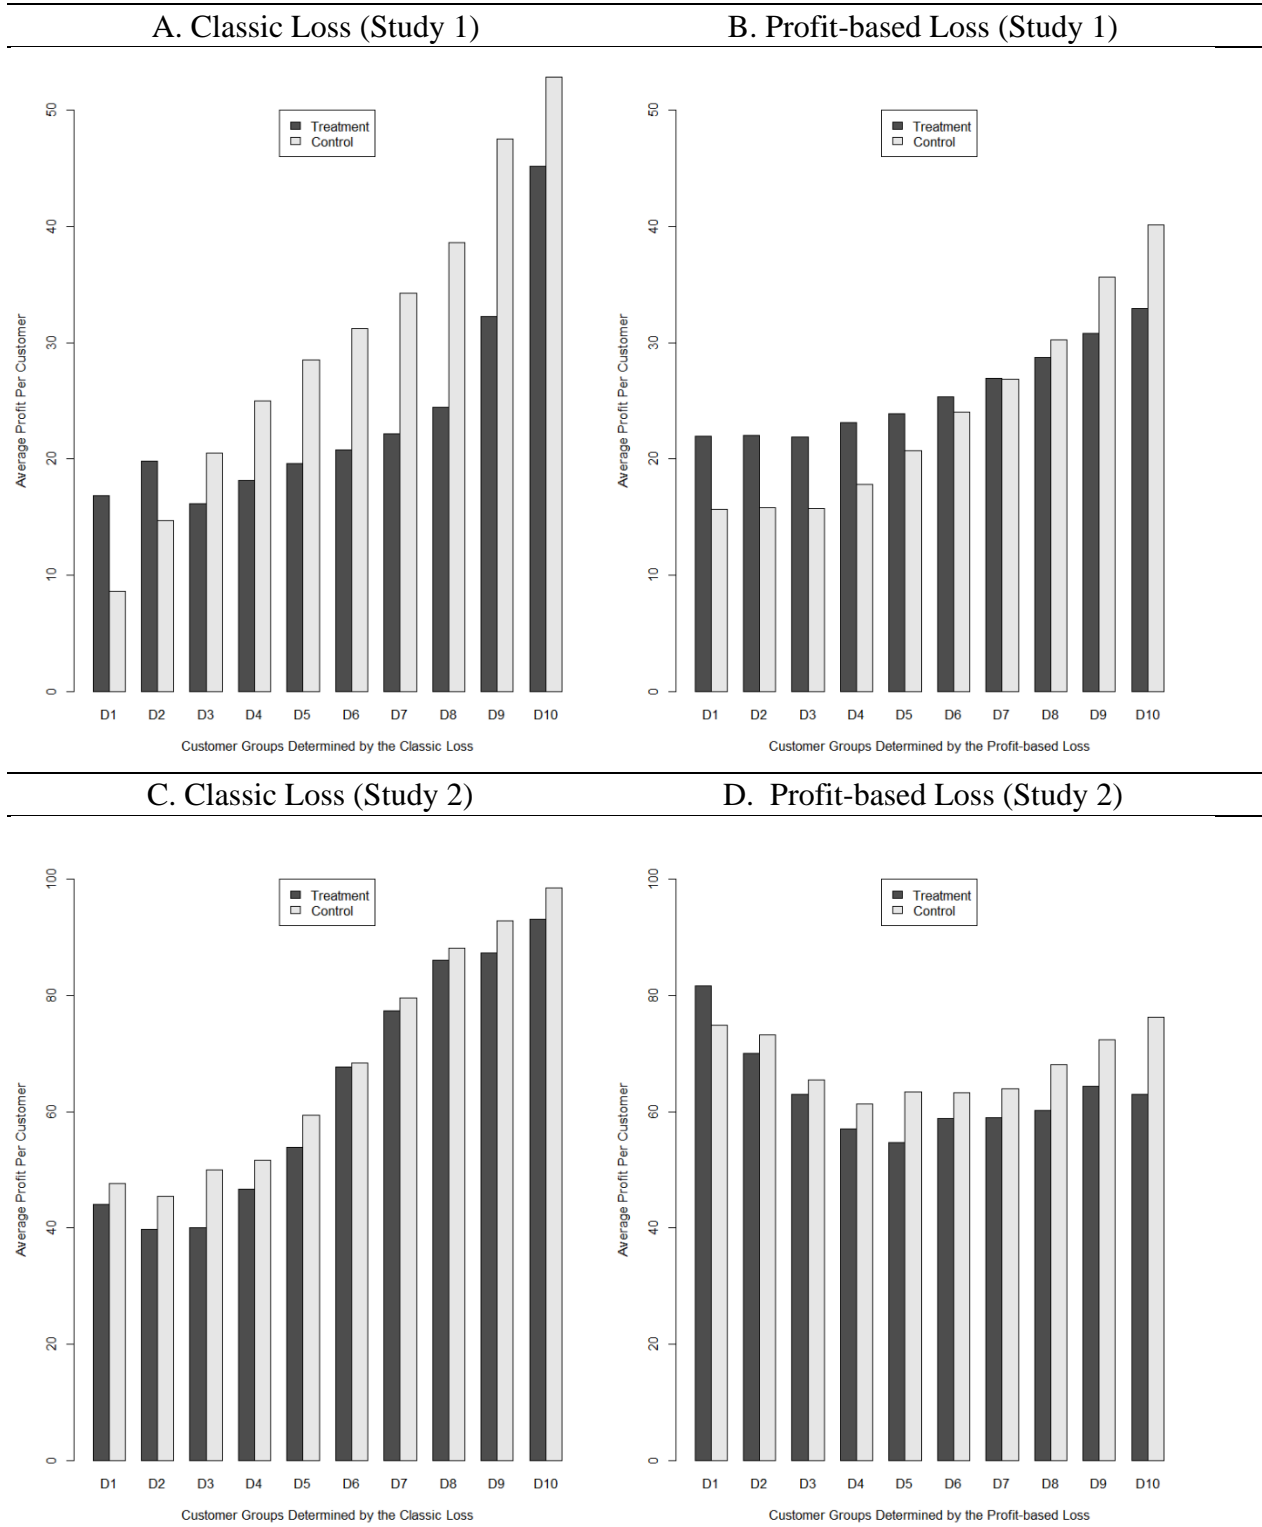 A. Classic Loss (Study 1)
B. Profit-based Loss (Study 1)
Treatment
Control
Average Profit Per Customer
50
40
30
20
10
0
D1 D2 D3 D4 D5 D6 D7 D8 D9 D10
Customer Groups Determined by the Classic Loss
Treatment
Control
Average Profit Per Customer
50
40
30
20
10
0
D1 D2 D3 D4 D5 D6 D7 D8 D9 D10
Customer Groups Determined by the Profit-based Loss
C. Classic Loss (Study 2)
D. Profit-based Loss (Study 2)
Treatment
Control
Average Profit Per Customer
100
80
60
40
20
0
D1 D2 D3 D4 D5 D6 D7 D8 D9 D10
Customer Groups Determined by the Classic Loss
Treatment
Control
Average Profit Per Customer
100
80
60
40
20
0
D1 D2 D3 D4 D5 D6 D7 D8 D9 D10
Customer Groups Determined by the Profit-based Loss